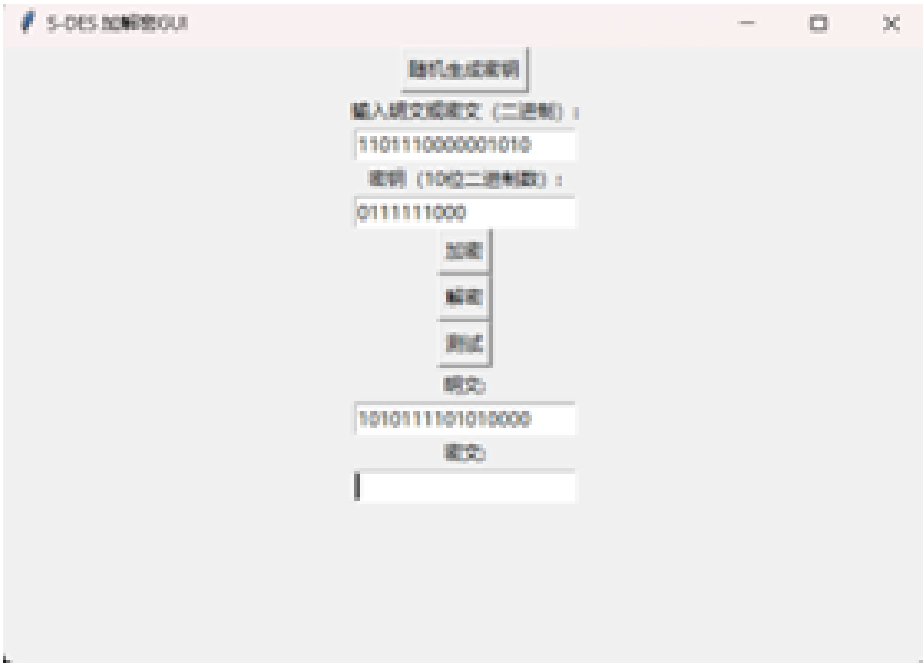 S-DES 加解密GUI
随机生成密钥
输入明文或密文（二进制）:
1101111000001010
密钥（10位二进制数）:
0111111000
加密
解密
测试
明文:
1010111101010000
密文: